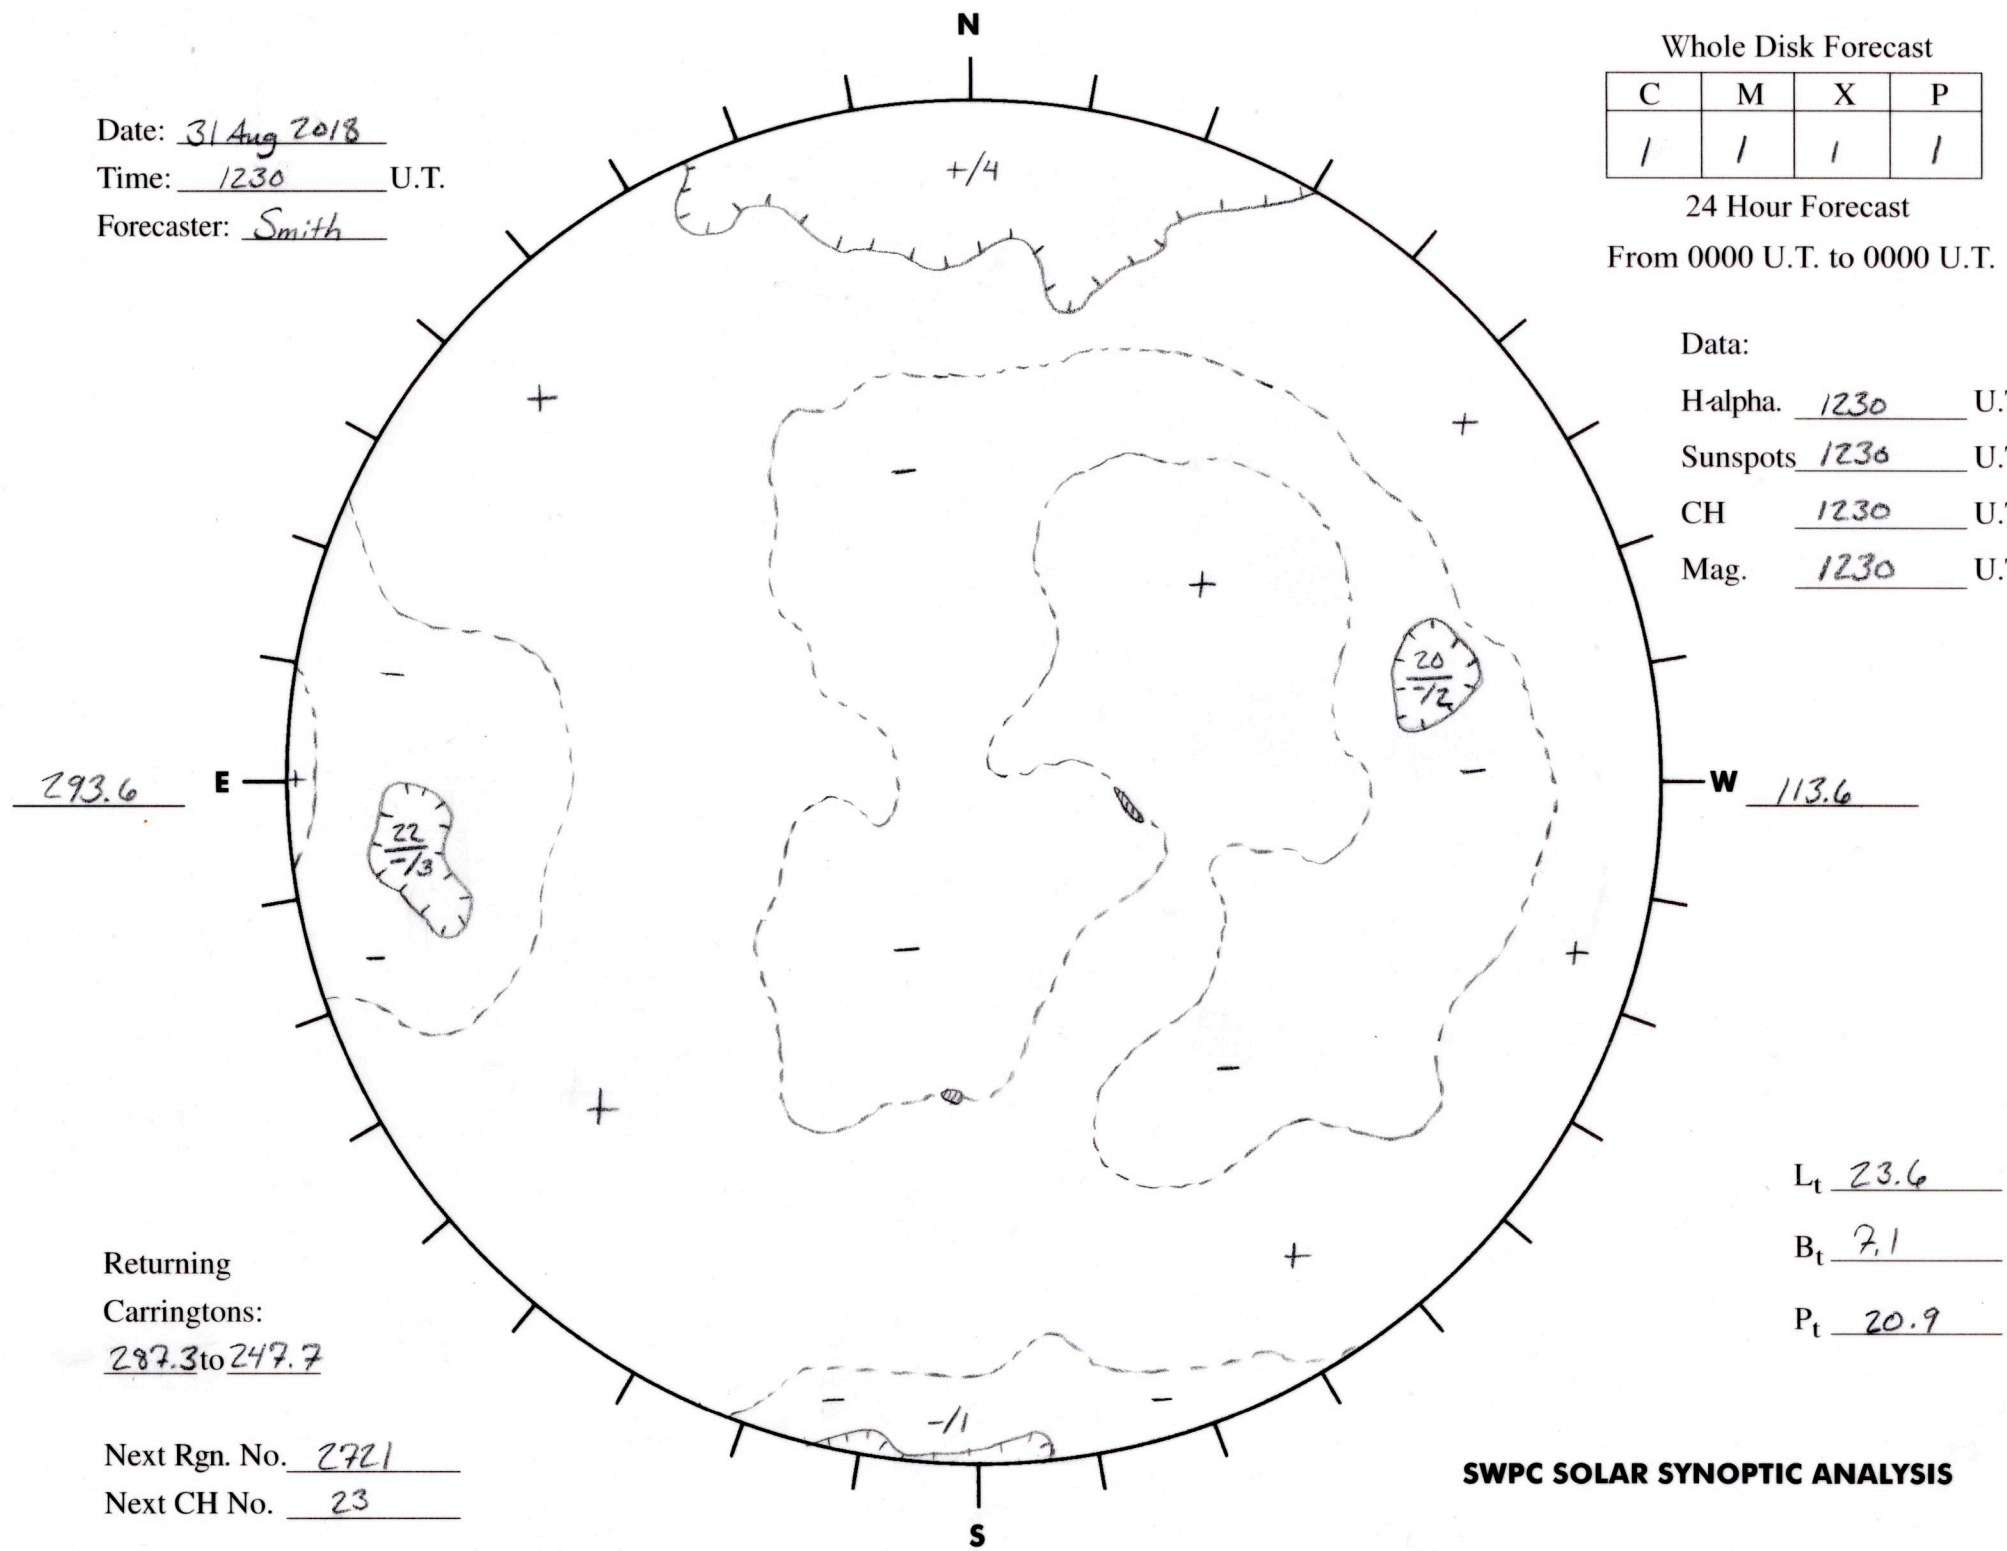 N
Date: 31 Aug 2018
Time: 1230 U.T.
Forecaster: Smith
Whole Disk Forecast
C M X P
1 1 1 1
24 Hour Forecast
From 0000 U.T. to 0000 U.T.
Data:
H-alpha. 1230 U.T
Sunspots 1230 U.T
CH 1230 U.T
Mag. 1230 U.T
+/4
+
+
-
+
-
20
-/2
293.6 E
+
22
-/3
-
W 113.6
-
-
+
-
+
+
-
-
-/1
Returning
Carringtons:
287.3 to 247.7
Next Rgn. No. 2721
Next CH No. 23
Lt 23.6
Bt 7.1
Pt 20.9
SWPC SOLAR SYNOPTIC ANALYSIS
S